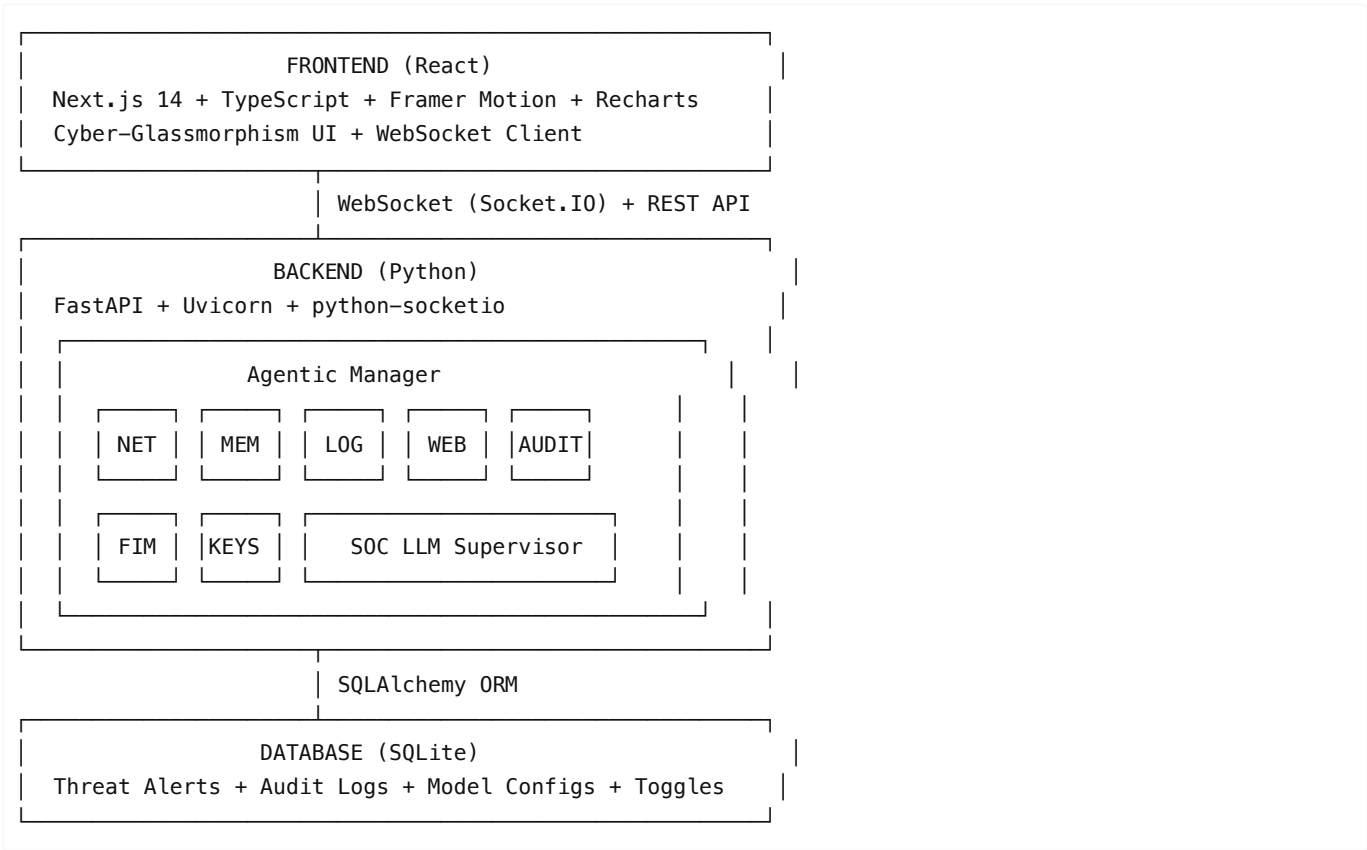 FRONTEND (React)
Next.js 14 + TypeScript + Framer Motion + Recharts
Cyber-Glassmorphism UI + WebSocket Client
WebSocket (Socket.IO) + REST API
BACKEND (Python)
FastAPI + Uvicorn + python-socketio
Agentic Manager
NET MEM LOG WEB AUDIT
FIM KEYS SOC LLM Supervisor
SQLAlchemy ORM
DATABASE (SQLite)
Threat Alerts + Audit Logs + Model Configs + Toggles